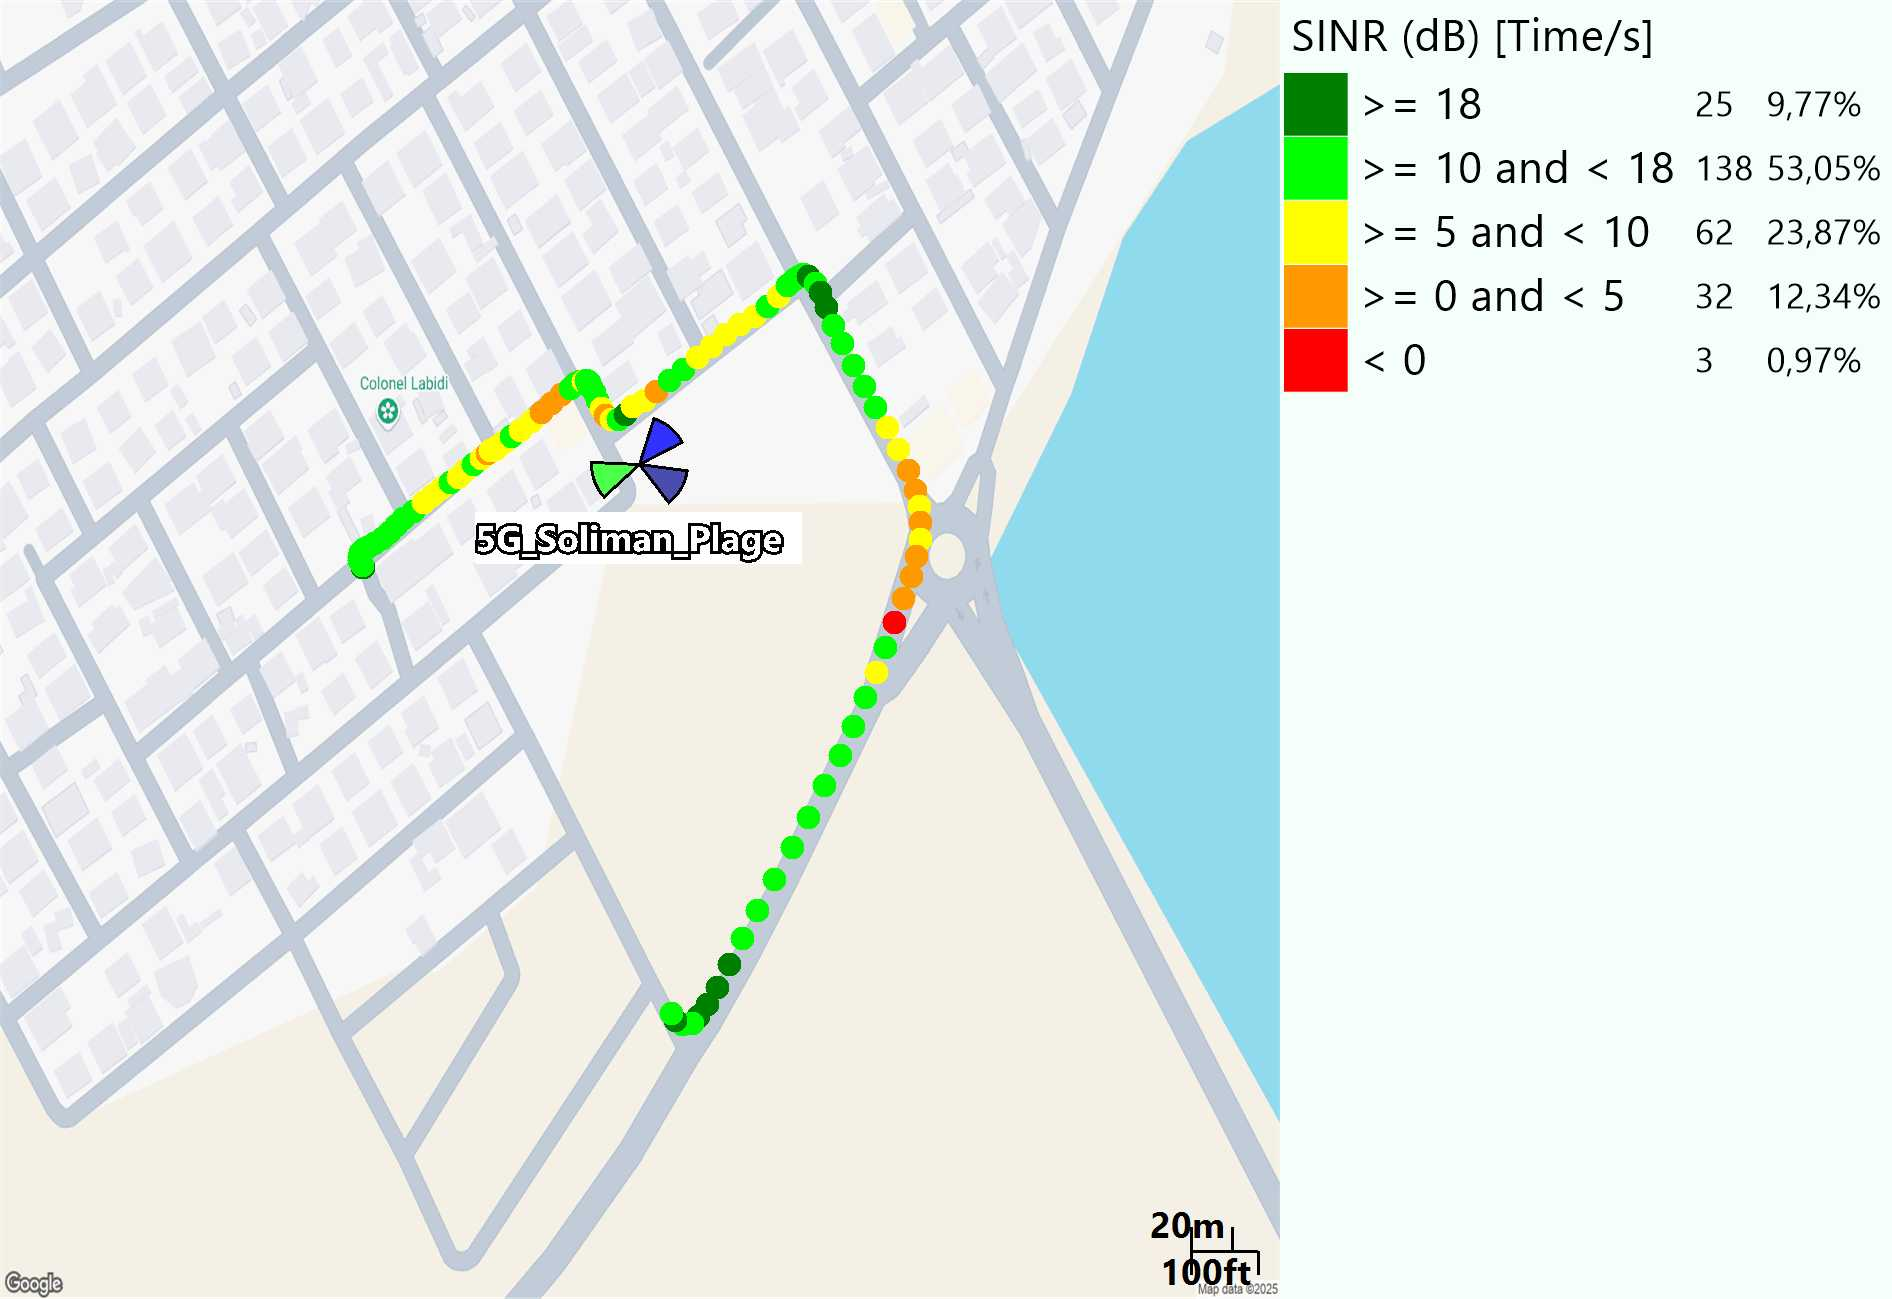 SINR (dB) [Time/s]
>= 18 25 9,77%
>= 10 and < 18 138 53,05%
>= 5 and < 10 62 23,87%
>= 0 and < 5 32 12,34%
< 0 3 0,97%
Colonel Labidi
5G_Soliman_Plage
20m
100ft
Google
Map data ©2025